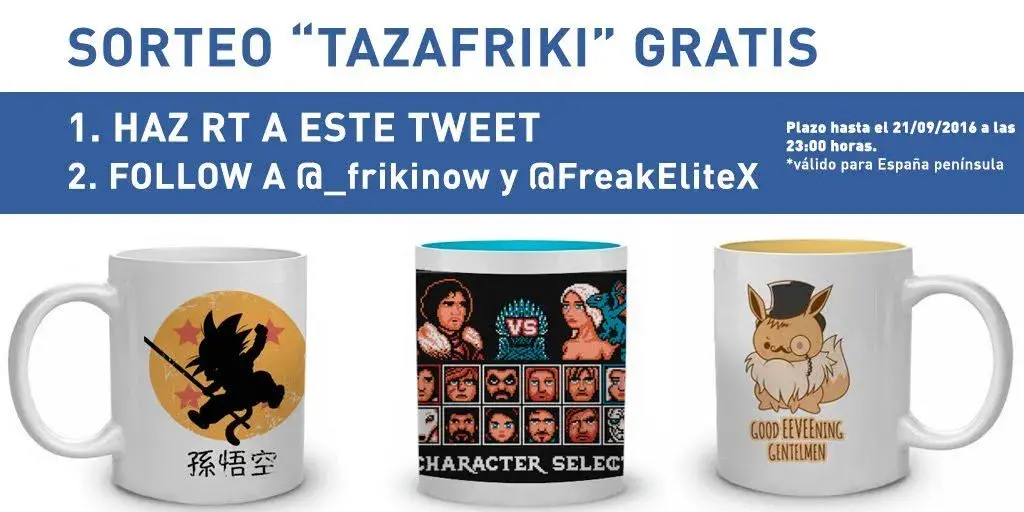 SORTEO “TAZAFRIKI” GRATIS
1. HAZ RT A ESTE TWEET
2. FOLLOW A @_frikinow y @FreakEliteX
Plazo hasta el 21/09/2016 a las
23:00 horas.
*válido para España península
孫悟空
VS
CHARACTER SELECT
GOOD EEVEENING
GENTELMEN